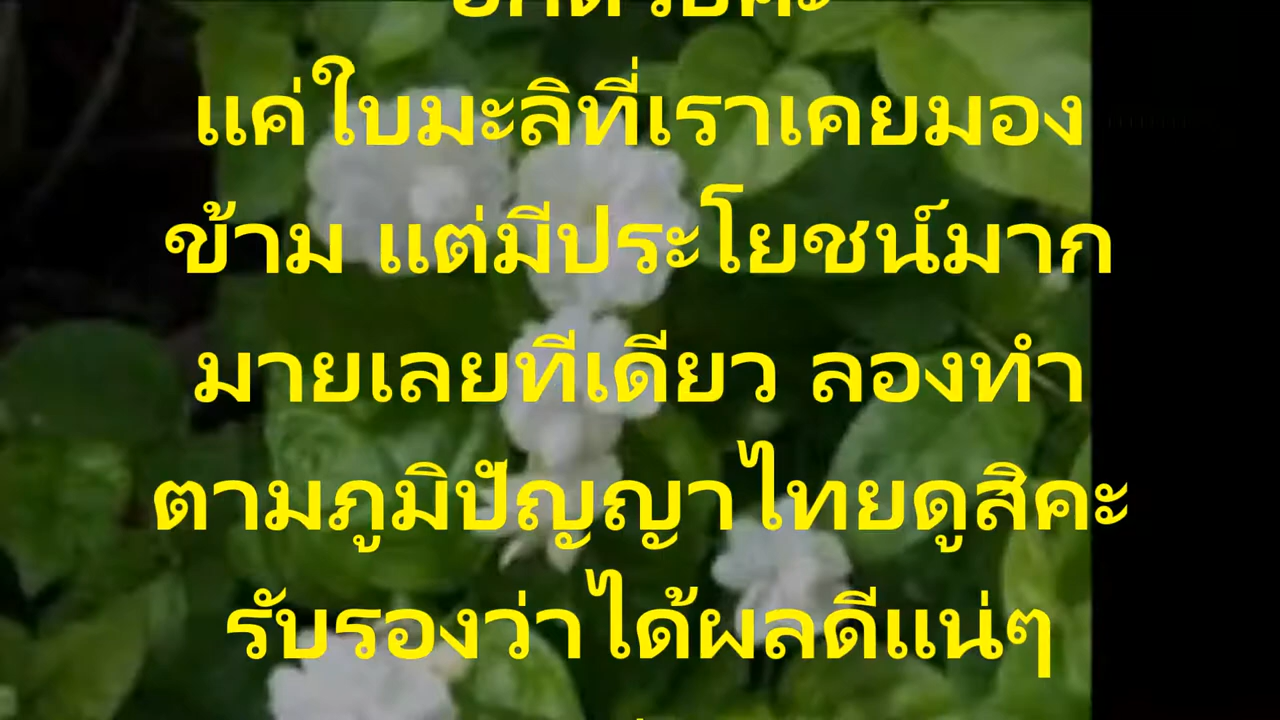 แค่ใบมะลิที่เราเคยมอง
ข้าม แต่มีประโยชน์มาก
มายเลยทีเดียว ลองทำ
ตามภูมิปัญญาไทยดูสิคะ
รับรองว่าได้ผลดีแน่ๆ